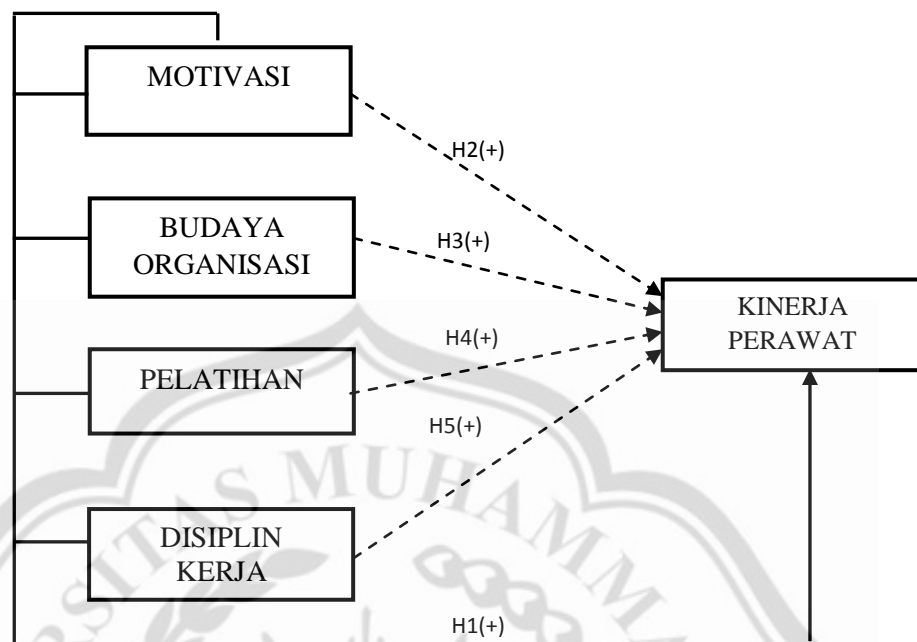 MOTIVASI
H2(+)
BUDAYA
ORGANISASI
H3(+)
KINERJA
PERAWAT
H4(+)
PELATIHAN
H5(+)
DISIPLIN
KERJA
H1(+)